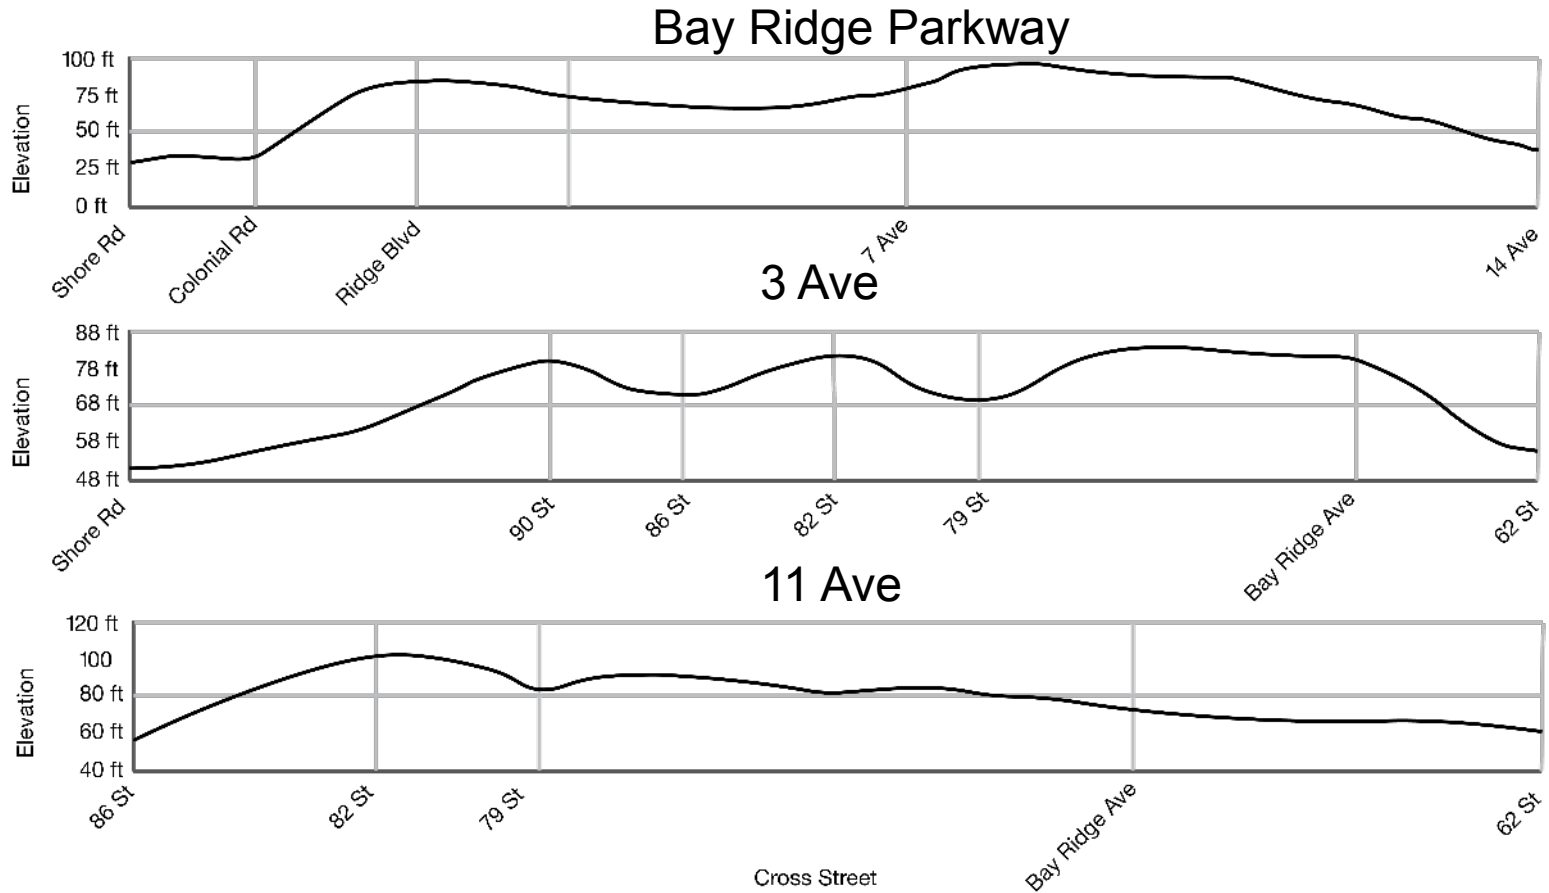 Bay Ridge Parkway
100 ft
75 ft
50 ft
25 ft
0 ft
Elevation
Shore Rd
Colonial Rd
Ridge Blvd
7 Ave
14 Ave
3 Ave
88 ft
78 ft
68 ft
58 ft
48 ft
Elevation
Shore Rd
90 St
86 St
82 St
79 St
Bay Ridge Ave
62 St
11 Ave
120 ft
100
80 ft
60 ft
40 ft
Elevation
86 St
82 St
79 St
Bay Ridge Ave
62 St
Cross Street